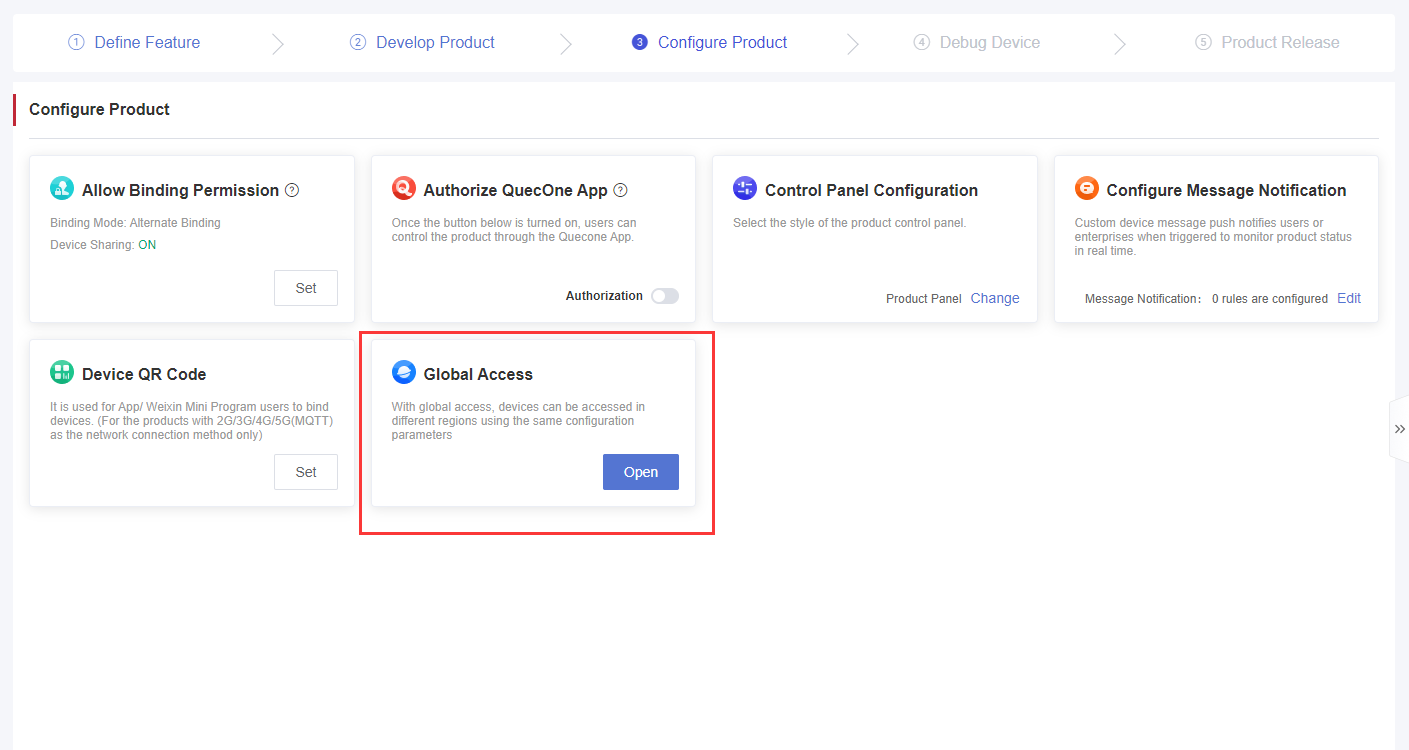 ① Define Feature
② Develop Product
③ Configure Product
④ Debug Device
⑤ Product Release
Configure Product
Allow Binding Permission ?
Binding Mode: Alternate Binding
Device Sharing: ON
Set
Authorize QuecOne App ?
Once the button below is turned on, users can
control the product through the Quecone App.
Authorization
Control Panel Configuration
Select the style of the product control panel.
Product Panel Change
Configure Message Notification
Custom device message push notifies users or
enterprises when triggered to monitor product status
in real time.
Message Notification： 0 rules are configured Edit
Device QR Code
It is used for App/ Weixin Mini Program users to bind
devices. (For the products with 2G/3G/4G/5G(MQTT)
as the network connection method only)
Set
Global Access
With global access, devices can be accessed in
different regions using the same configuration
parameters
Open